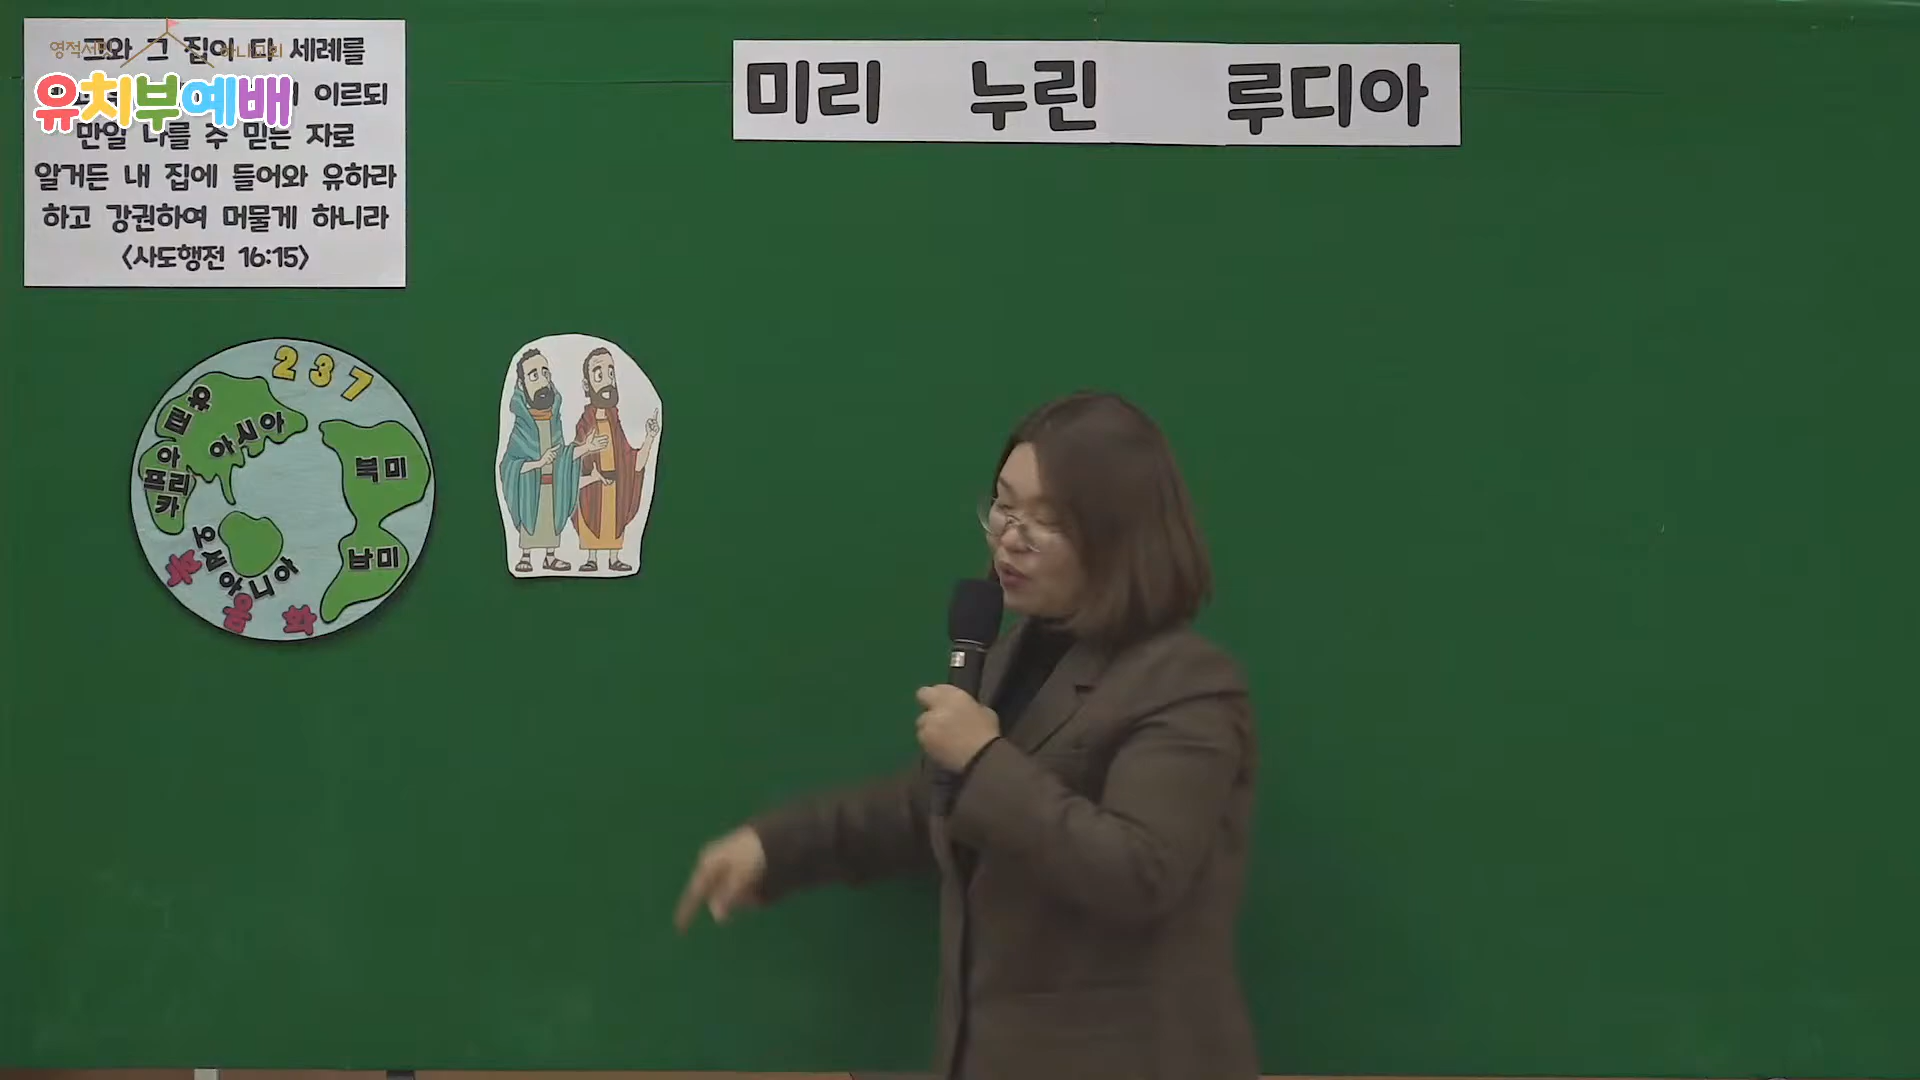 그와 그 집이 다 세례를
이르되
만일 나를 주 믿는 자로
알거든 내 집에 들어와 유하라
하고 강권하여 머물게 하니라
<사도행전 16:15>
유치부예배
미리 누린 루디아
237
유럽
아시아
아프리카
북미
오세아니아
남미
복음화